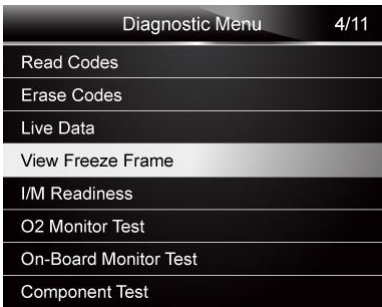 Diagnostic Menu 4/11
Read Codes
Erase Codes
Live Data
View Freeze Frame
I/M Readiness
O2 Monitor Test
On-Board Monitor Test
Component Test